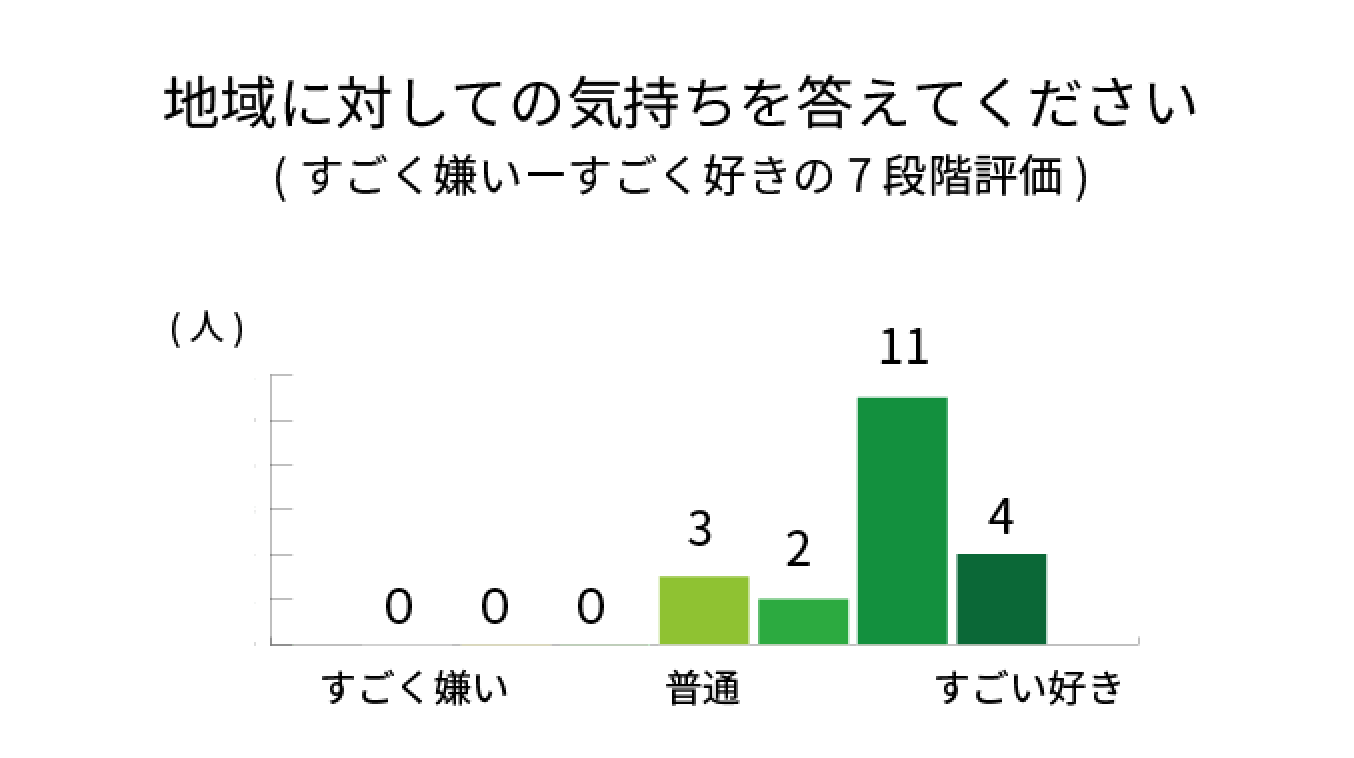 地域に対しての気持ちを答えてください
(すごく嫌いーすごく好きの7段階評価)
(人)
11
4
3
2
0 0 0
すごく嫌い 普通 すごい好き